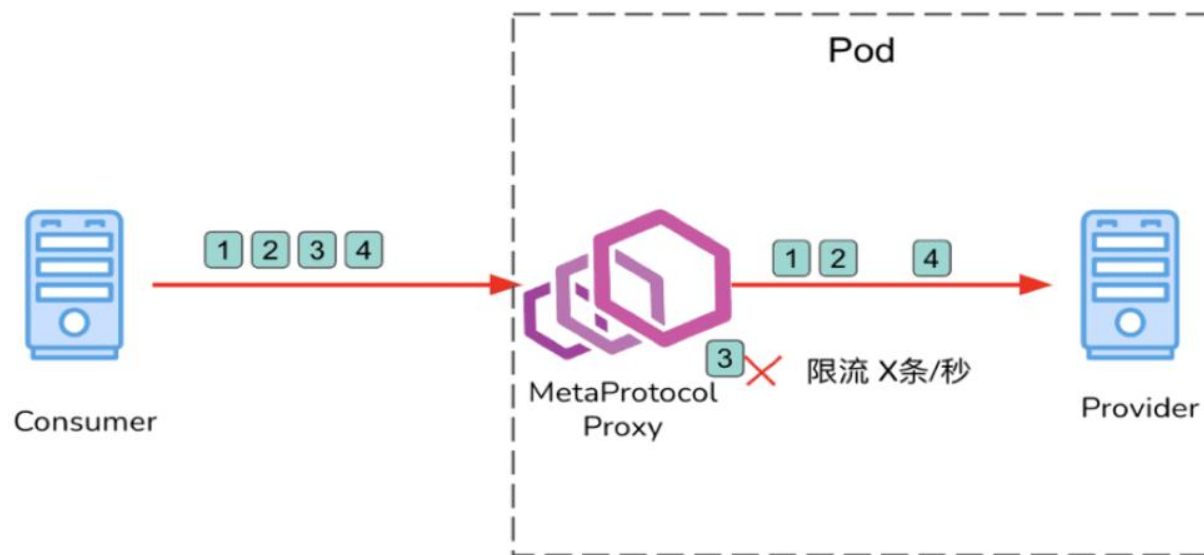 Pod
1 2 3 4
1 2 4
3
限流 X条/秒
MetaProtocol
Proxy
Consumer
Provider